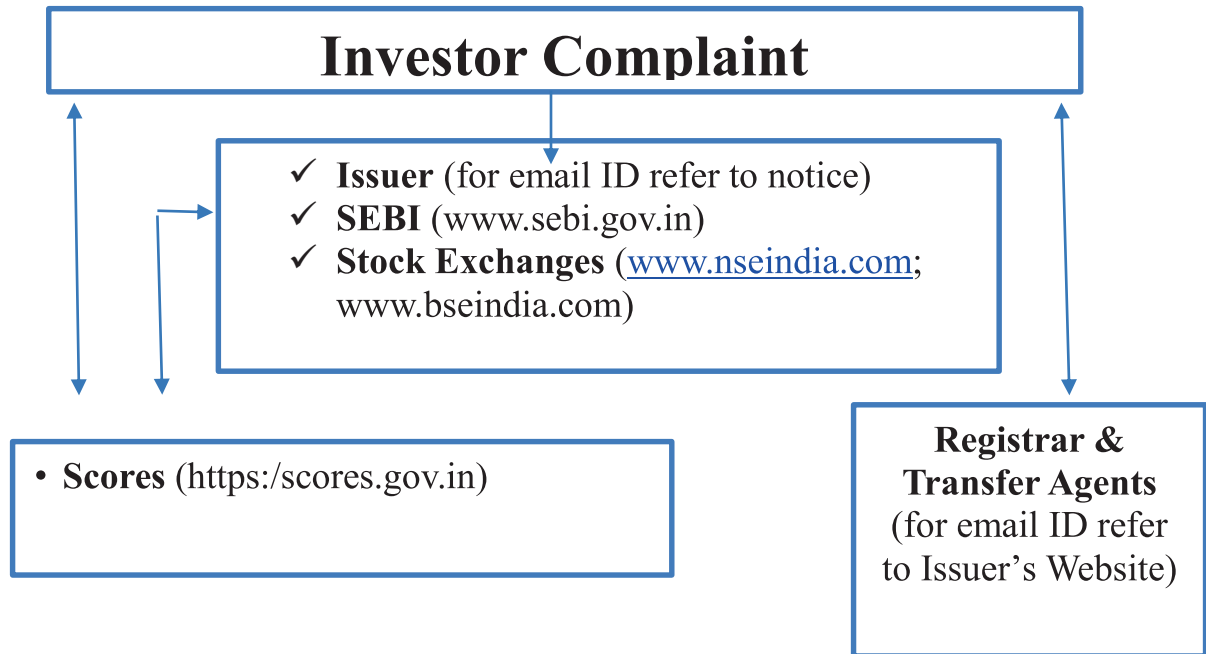 Investor Complaint
✓ Issuer (for email ID refer to notice)
✓ SEBI (www.sebi.gov.in)
✓ Stock Exchanges (www.nseindia.com;
www.bseindia.com)
• Scores (https:/scores.gov.in)
Registrar &
Transfer Agents
(for email ID refer
to Issuer’s Website)